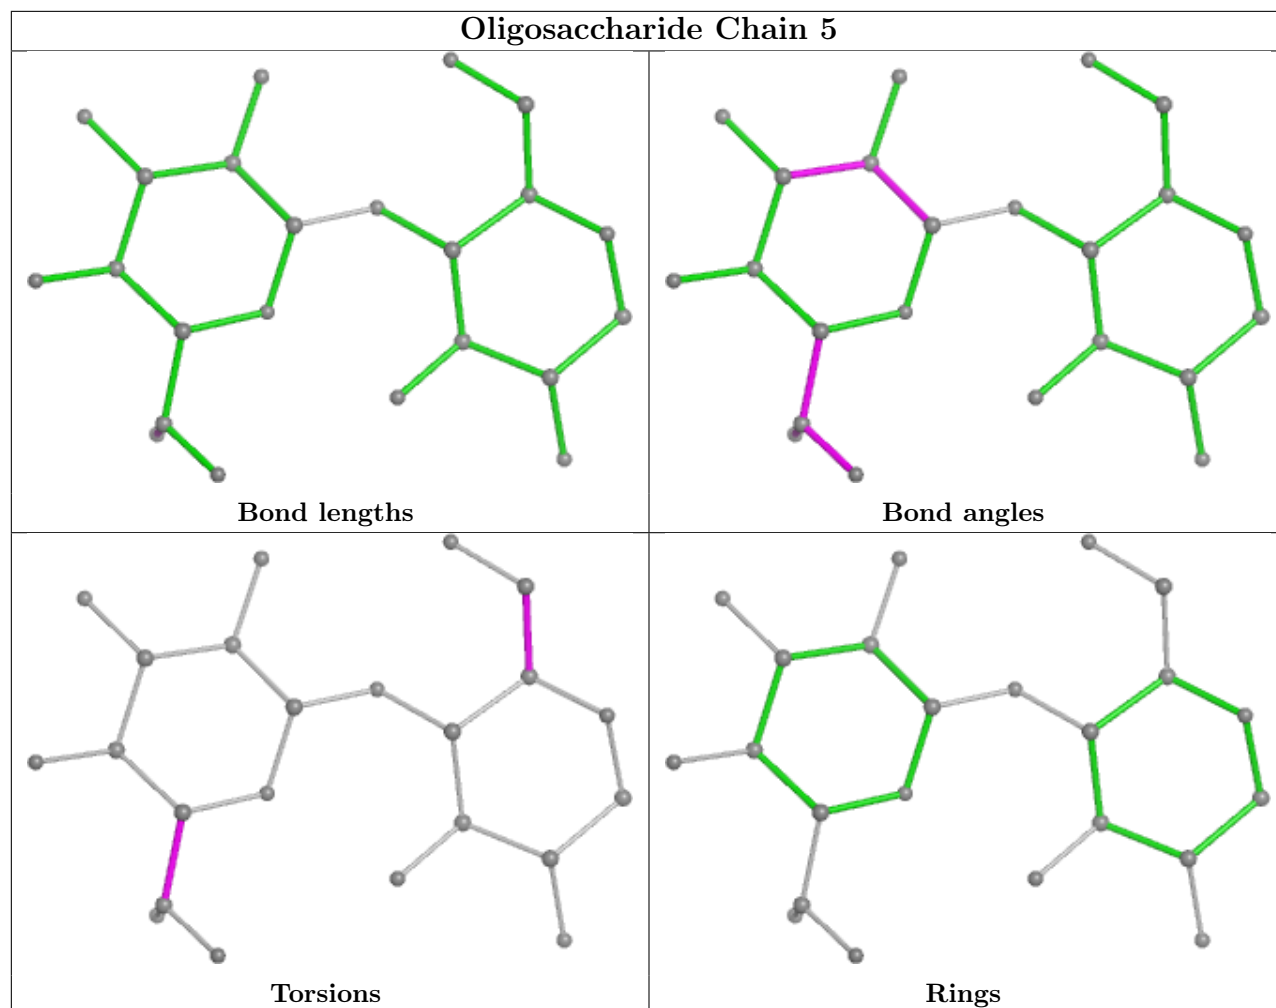 Oligosaccharide Chain 5
Bond lengths
Bond angles
Torsions
Rings